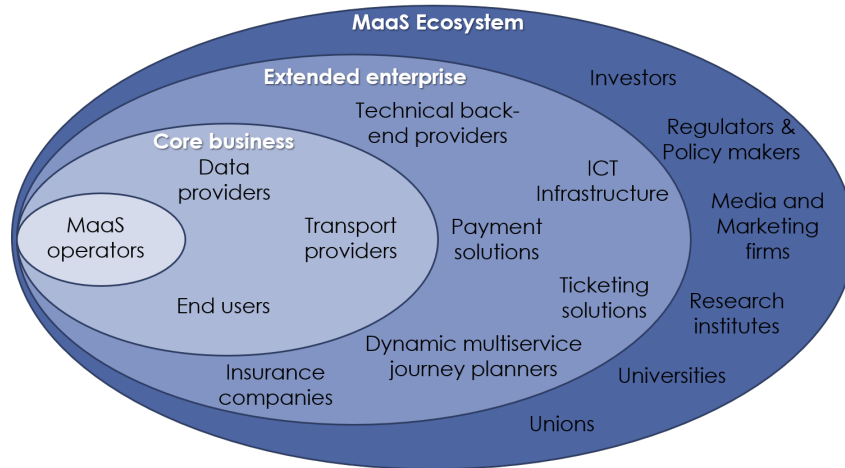 MaaS Ecosystem
Extended enterprise
Investors
Technical back-
end providers
Regulators &
Policy makers
Core business
Data
providers
ICT
Infrastructure
Media and
Marketing
firms
MaaS
operators
Transport
providers
Payment
solutions
Ticketing
solutions
End users
Research
institutes
Dynamic multiservice
journey planners
Insurance
companies
Universities
Unions